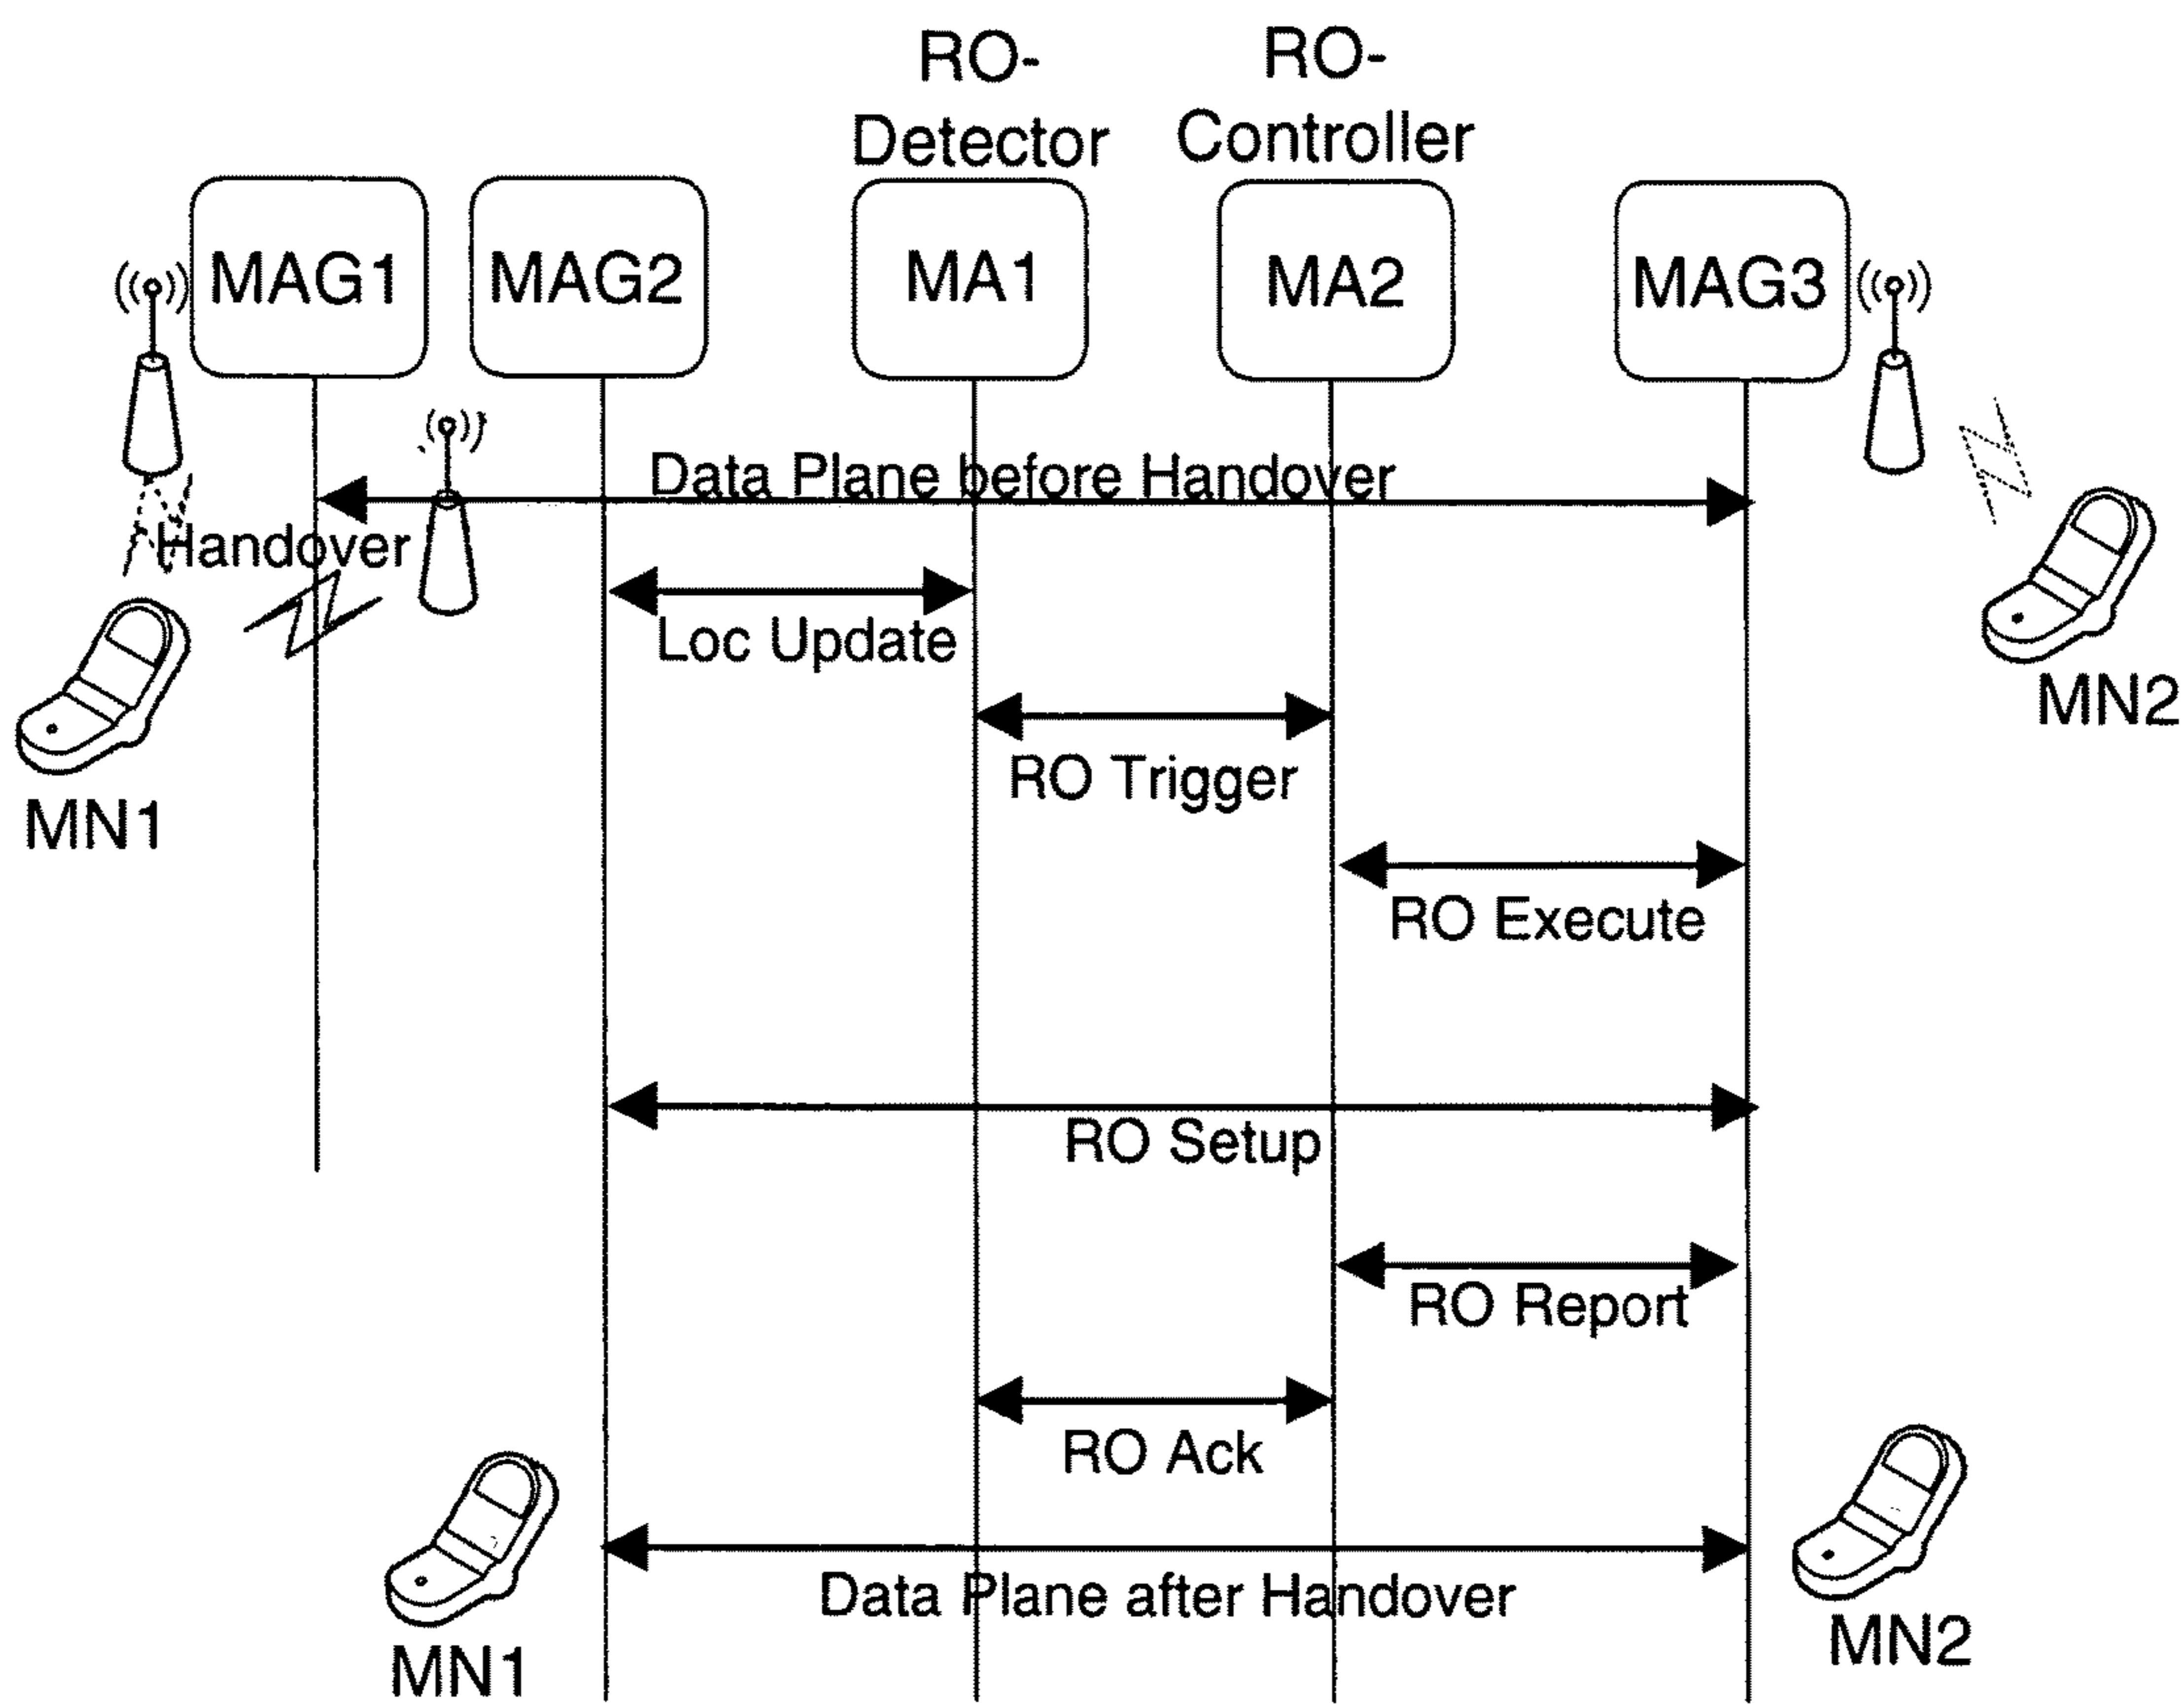 RO-
Detector
RO-
Controller
MAG1
MAG2
MA1
MA2
MAG3
Data Plane before Handover
Handover
Loc Update
MN2
RO Trigger
MN1
RO Execute
RO Setup
RO Report
RO Ack
Data Plane after Handover
MN1
MN2